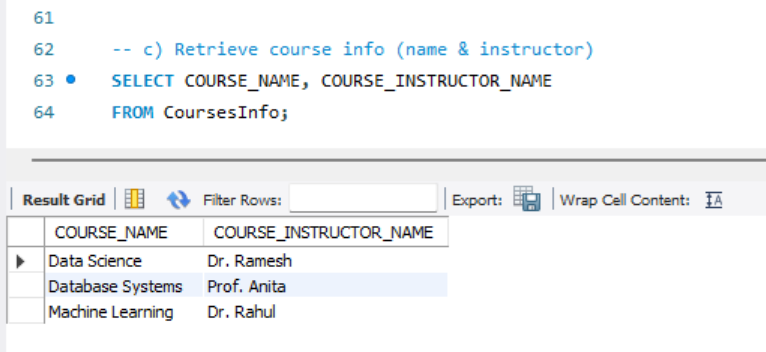 61
62 -- c) Retrieve course info (name & instructor)
63 SELECT COURSE_NAME, COURSE_INSTRUCTOR_NAME
64 FROM CoursesInfo;
Result Grid Filter Rows: Export: Wrap Cell Content: IA
COURSE_NAME COURSE_INSTRUCTOR_NAME
Data Science Dr. Ramesh
Database Systems Prof. Anita
Machine Learning Dr. Rahul